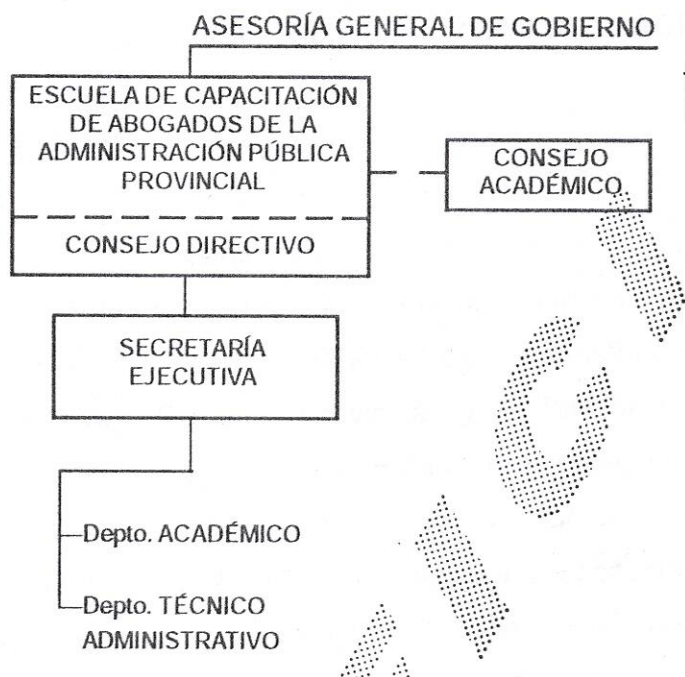 ASESORÍA GENERAL DE GOBIERNO
ESCUELA DE CAPACITACIÓN
DE ABOGADOS DE LA
ADMINISTRACIÓN PÚBLICA
PROVINCIAL
CONSEJO
ACADÉMICO
CONSEJO DIRECTIVO
SECRETARÍA
EJECUTIVA
Depto. ACADÉMICO
Depto. TÉCNICO
ADMINISTRATIVO